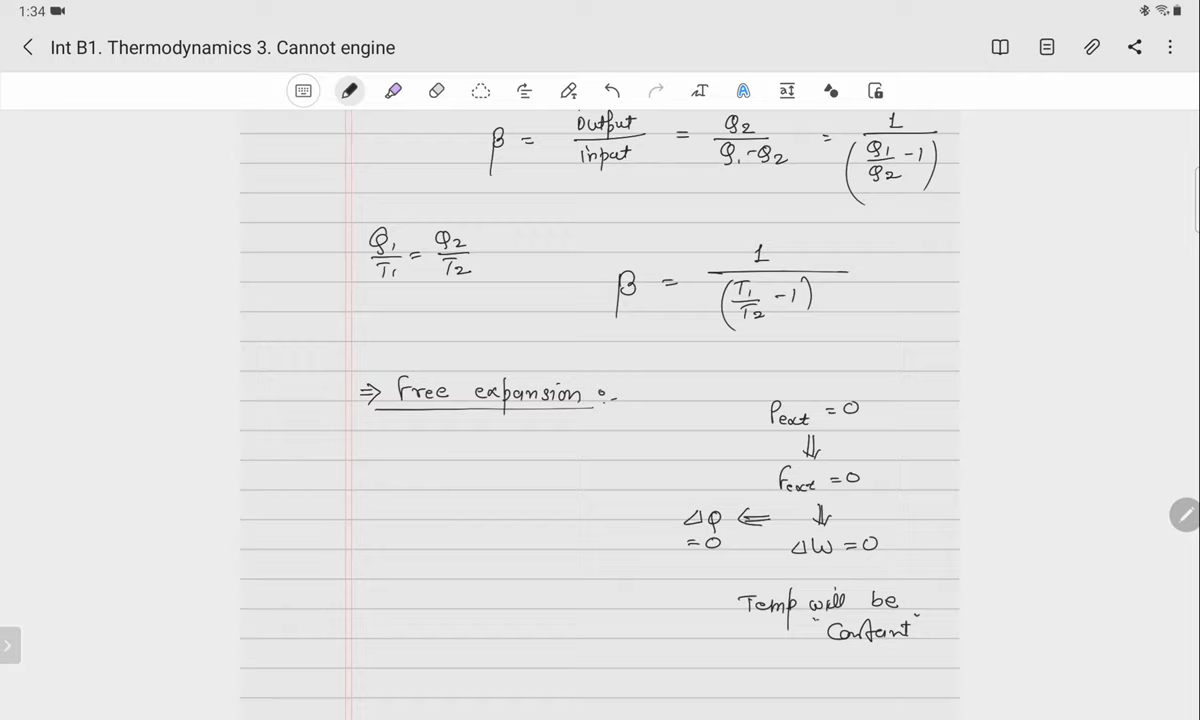 1:34
Int B1. Thermodynamics 3. Cannot engine
β = output/input = Q2/(Q1-Q2) = 1/(Q1/Q2 - 1)
Q1/T1 = Q2/T2
β = 1/(T1/T2 - 1)
⇒ Free expansion :-
Pext = 0
⇓
Fext = 0
ΔQ ⇐ ⇓
= 0 ΔW = 0
Temp will be
"Constant"